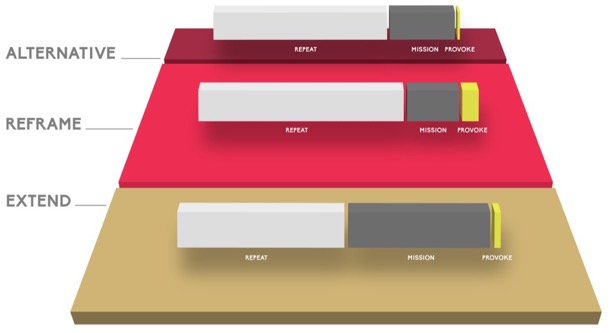 ALTERNATIVE
REPEAT MISSION PROVOKE
REFRAME
REPEAT MISSION PROVOKE
EXTEND
REPEAT MISSION PROVOKE